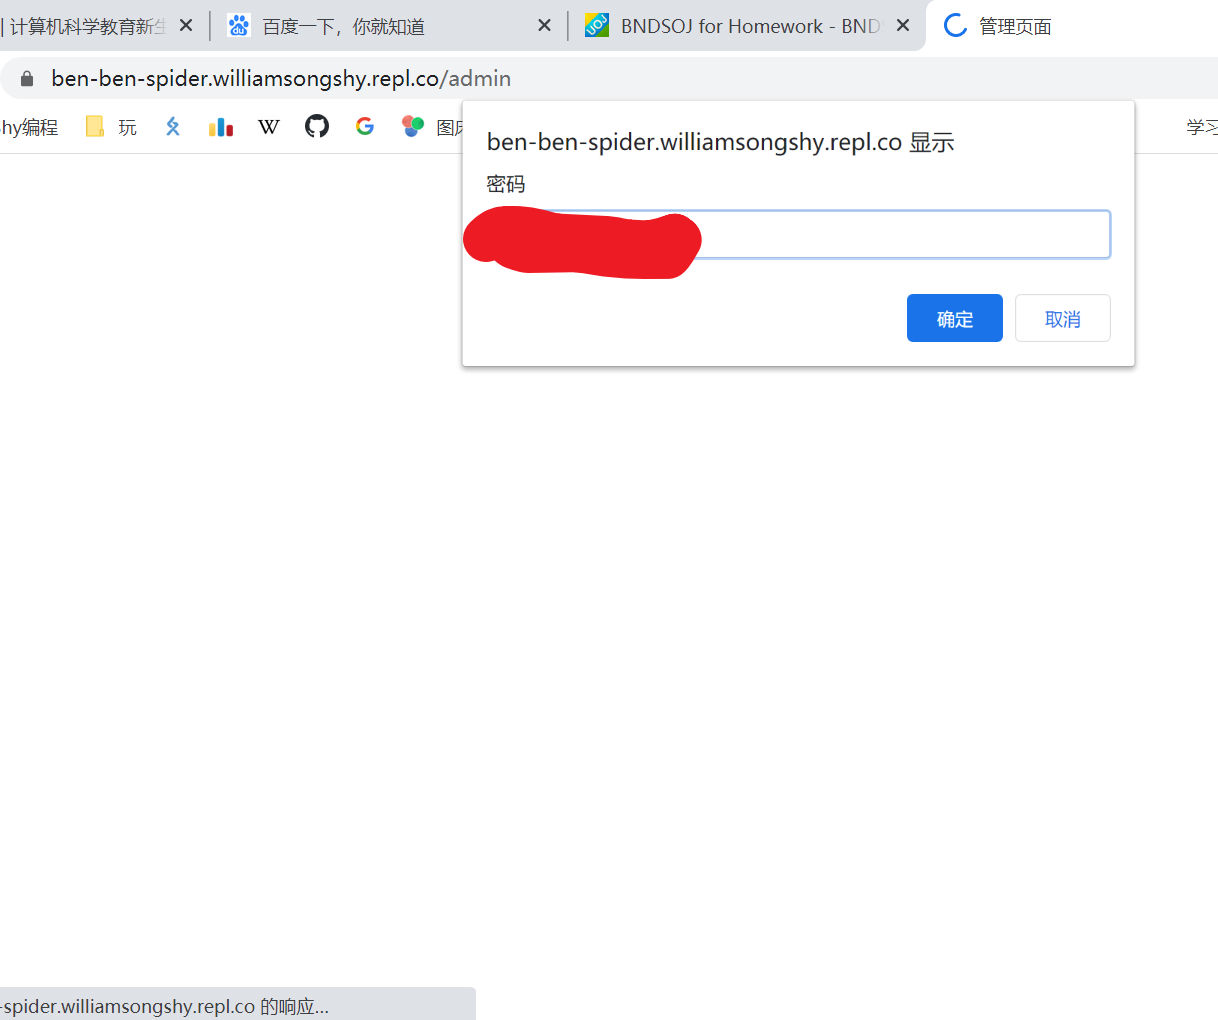 | 计算机科学教育新生
百度一下，你就知道
BNDSOJ for Homework - BNDS
管理页面
ben-ben-spider.williamsongshy.repl.co/admin
hy编程
玩
W
G
图床
学习
ben-ben-spider.williamsongshy.repl.co 显示
密码
确定
取消
-spider.williamsongshy.repl.co 的响应...